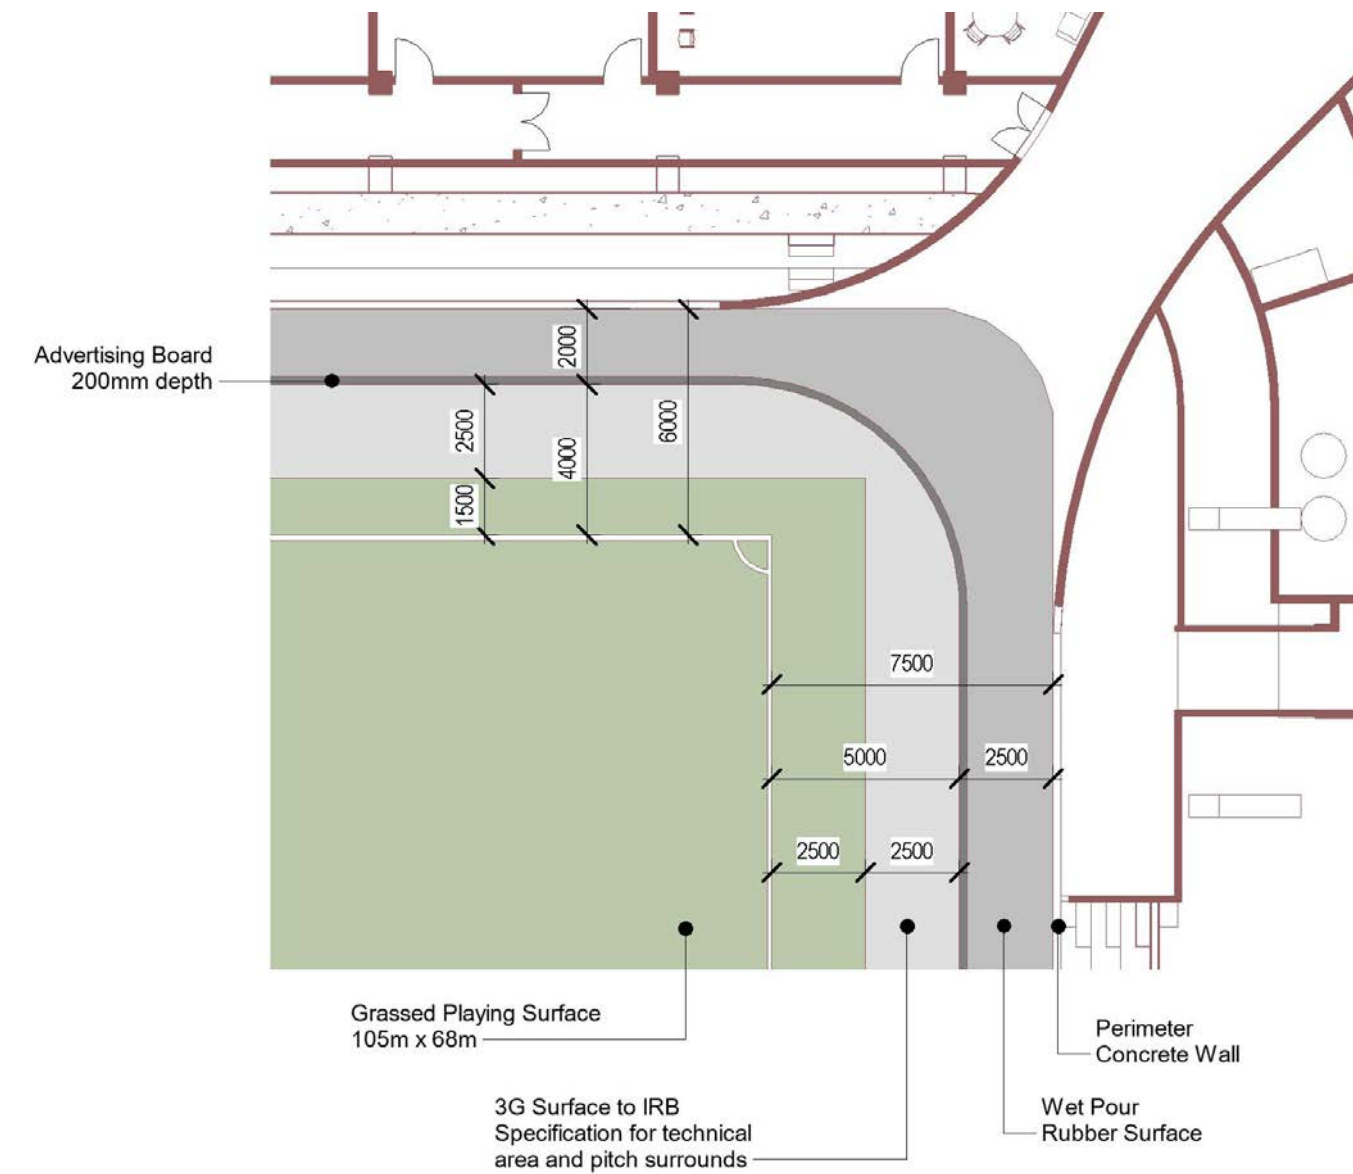 Advertising Board
200mm depth
2000
2500
4000
6000
1500
7500
5000
2500
2500
2500
Grassed Playing Surface
105m x 68m
Perimeter
Concrete Wall
3G Surface to IRB
Specification for technical
area and pitch surrounds
Wet Pour
Rubber Surface